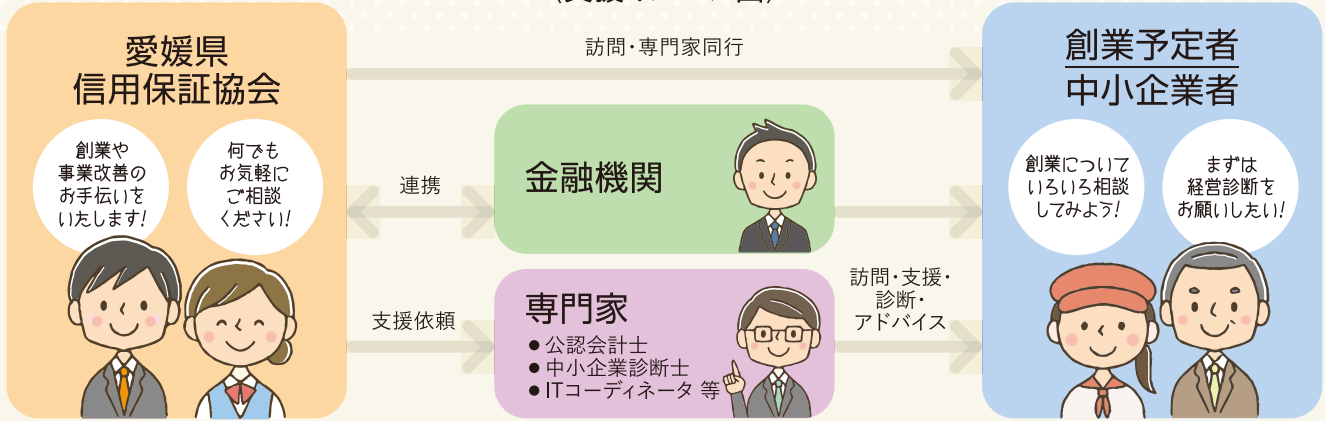 愛媛県
信用保証協会
創業や
事業改善の
お手伝いを
いたします!
何でも
お気軽に
ご相談
ください!
訪問・専門家同行
連携
支援依頼
金融機関
専門家
● 公認会計士
● 中小企業診断士
● ITコーディネータ 等
訪問・支援・
診断・
アドバイス
創業予定者
中小企業者
創業について
いろいろ相談
してみよう!
まずは
経営診断を
お願いしたい!